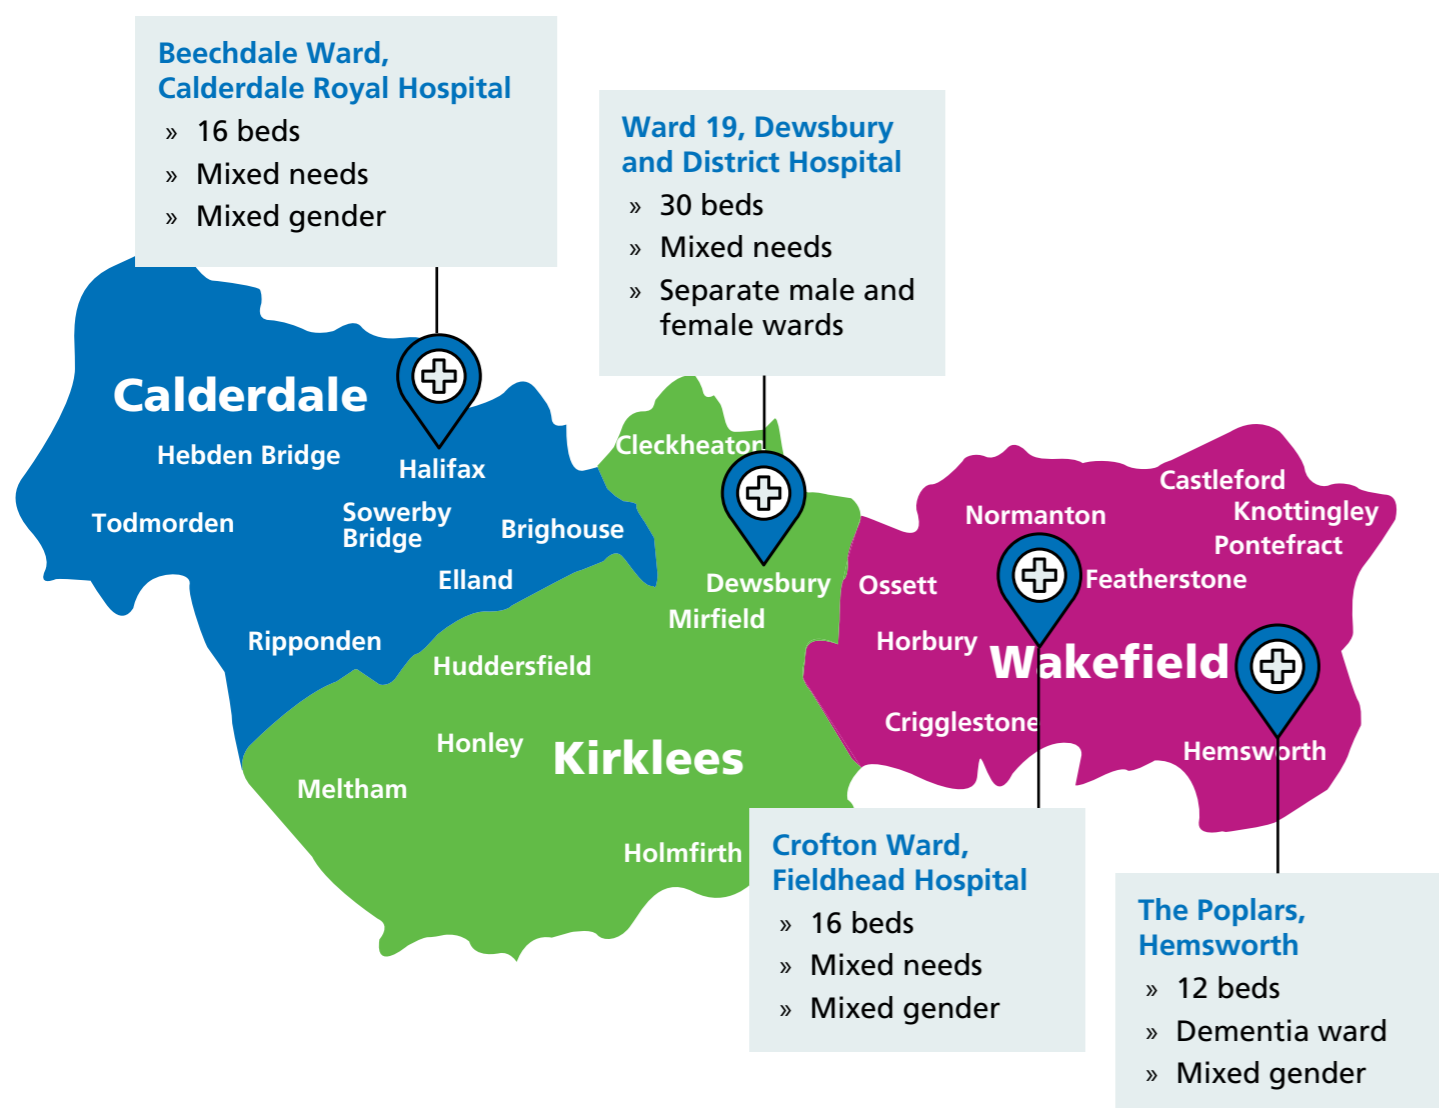 Beechdale Ward,
Calderdale Royal Hospital
» 16 beds
» Mixed needs
» Mixed gender
Ward 19, Dewsbury
and District Hospital
» 30 beds
» Mixed needs
» Separate male and
female wards
Calderdale
Hebden Bridge
Halifax
Todmorden
Sowerby
Bridge
Brighouse
Elland
Ripponden
Cleckheaton
Dewsbury
Mirfield
Huddersfield
Honley
Kirklees
Meltham
Holmfirth
Castleford
Knottingley
Normanton
Pontefract
Ossett
Featherstone
Horbury
Wakefield
Crigglestone
Hemsworth
Crofton Ward,
Fieldhead Hospital
» 16 beds
» Mixed needs
» Mixed gender
The Poplars,
Hemsworth
» 12 beds
» Dementia ward
» Mixed gender